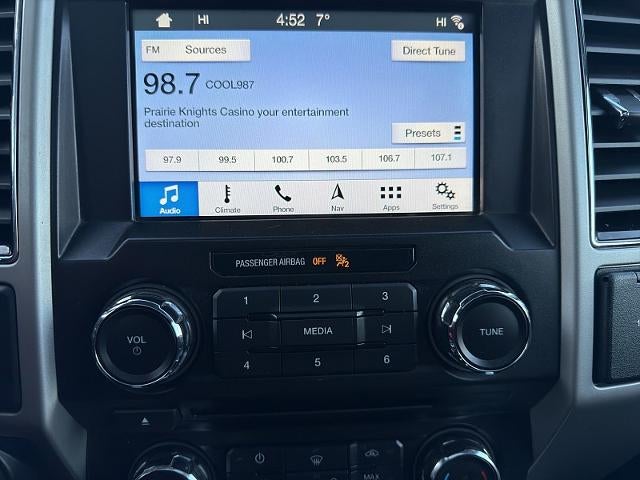 HI 4:52 7° HI
FM Sources Direct Tune
98.7 COOL987
Prairie Knights Casino your entertainment
destination
Presets
97.9 99.5 100.7 103.5 106.7 107.1
Audio Climate Phone Nav Apps Settings
PASSENGER AIRBAG OFF 2
1 2 3
VOL MEDIA TUNE
4 5 6
MAX